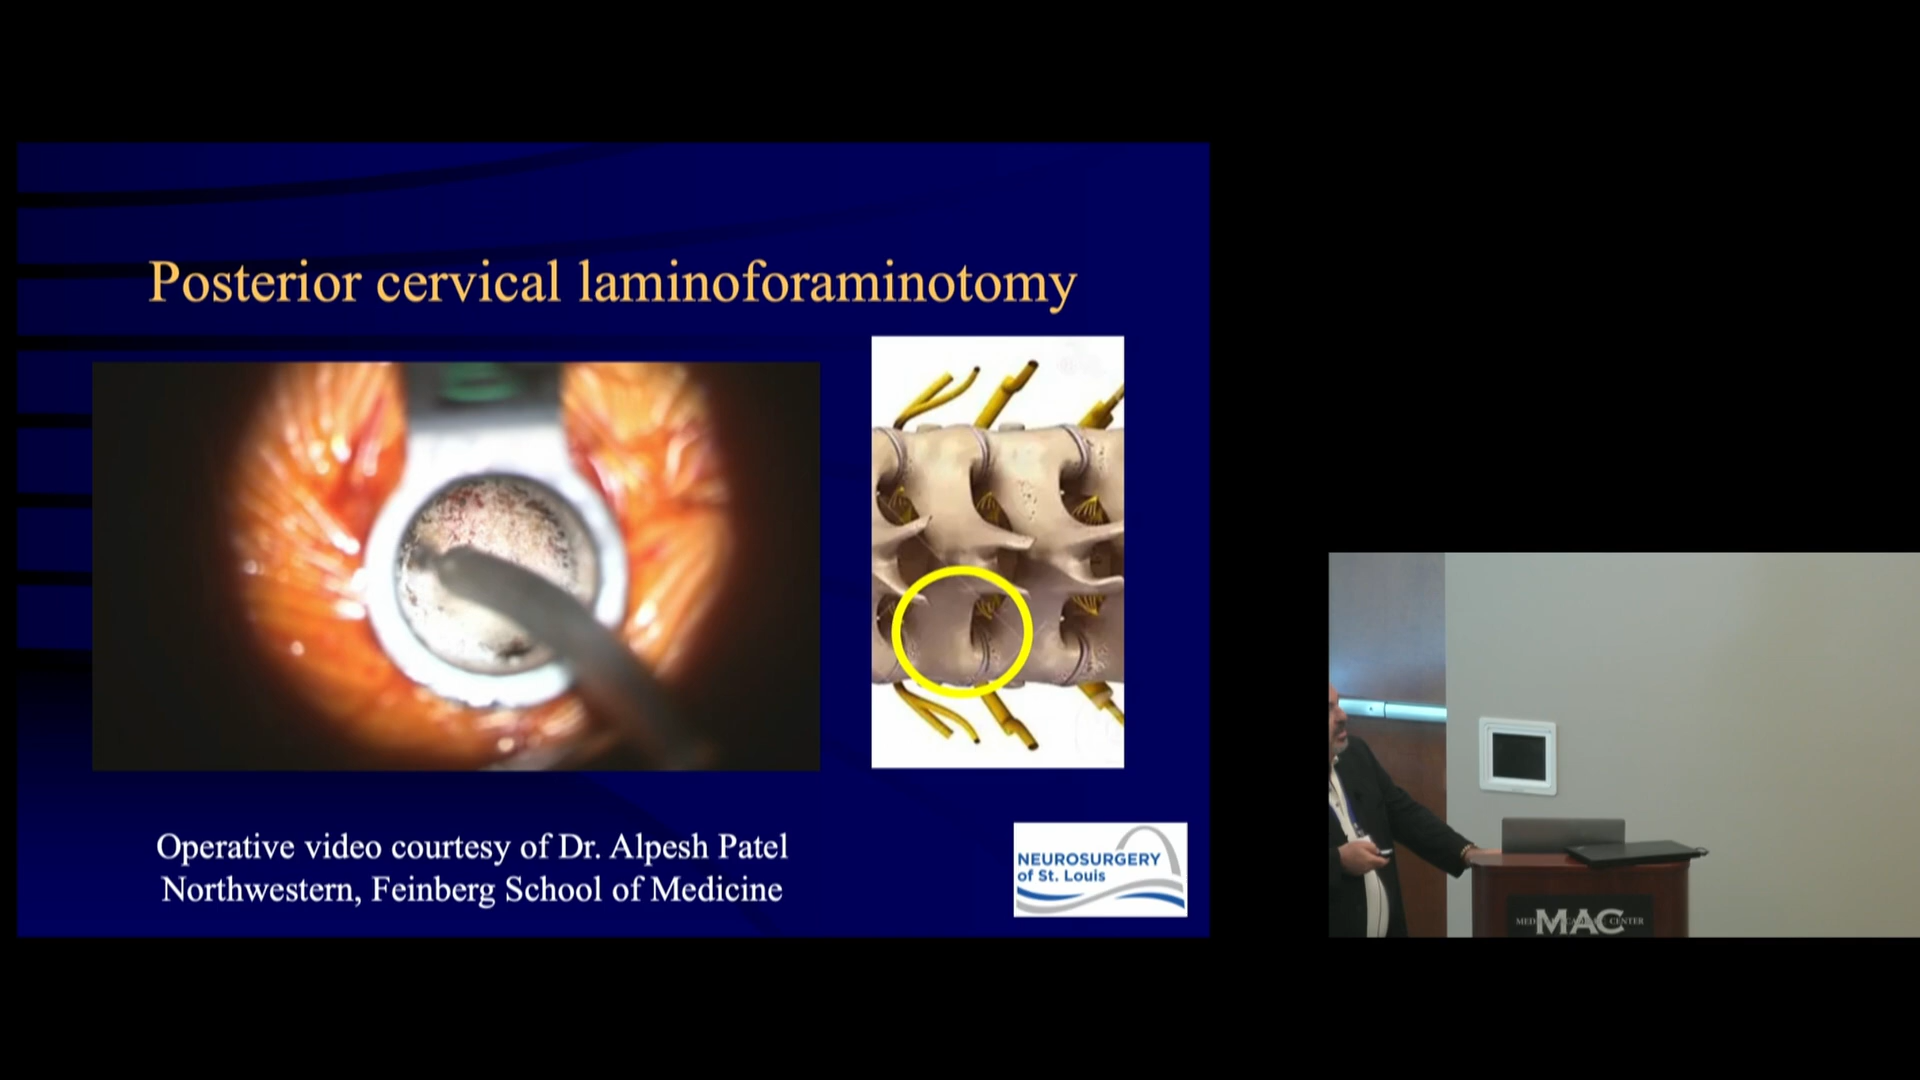 Posterior cervical laminoforaminotomy
Operative video courtesy of Dr. Alpesh Patel
Northwestern, Feinberg School of Medicine
NEUROSURGERY
of St. Louis
MAC
CENTER